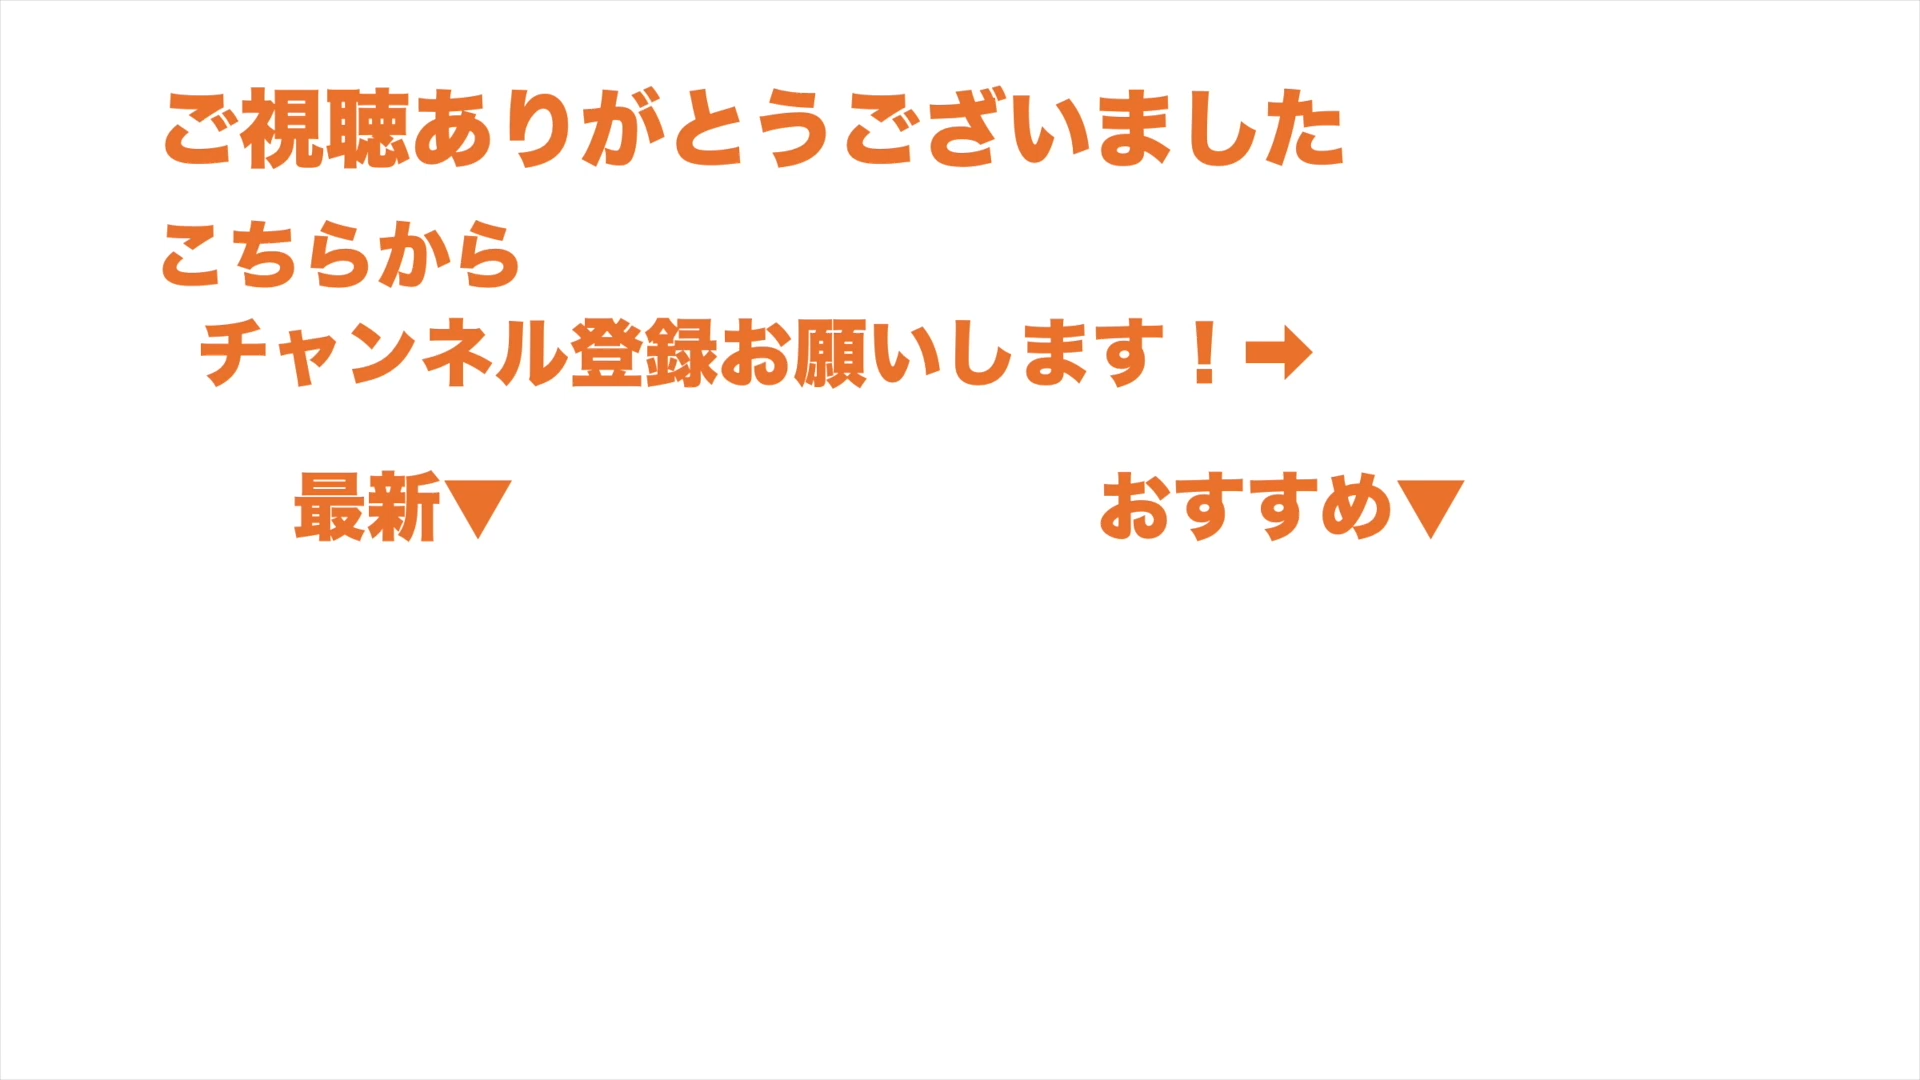 ご視聴ありがとうございました
こちらから
チャンネル登録お願いします！➡
最新▼
おすすめ▼